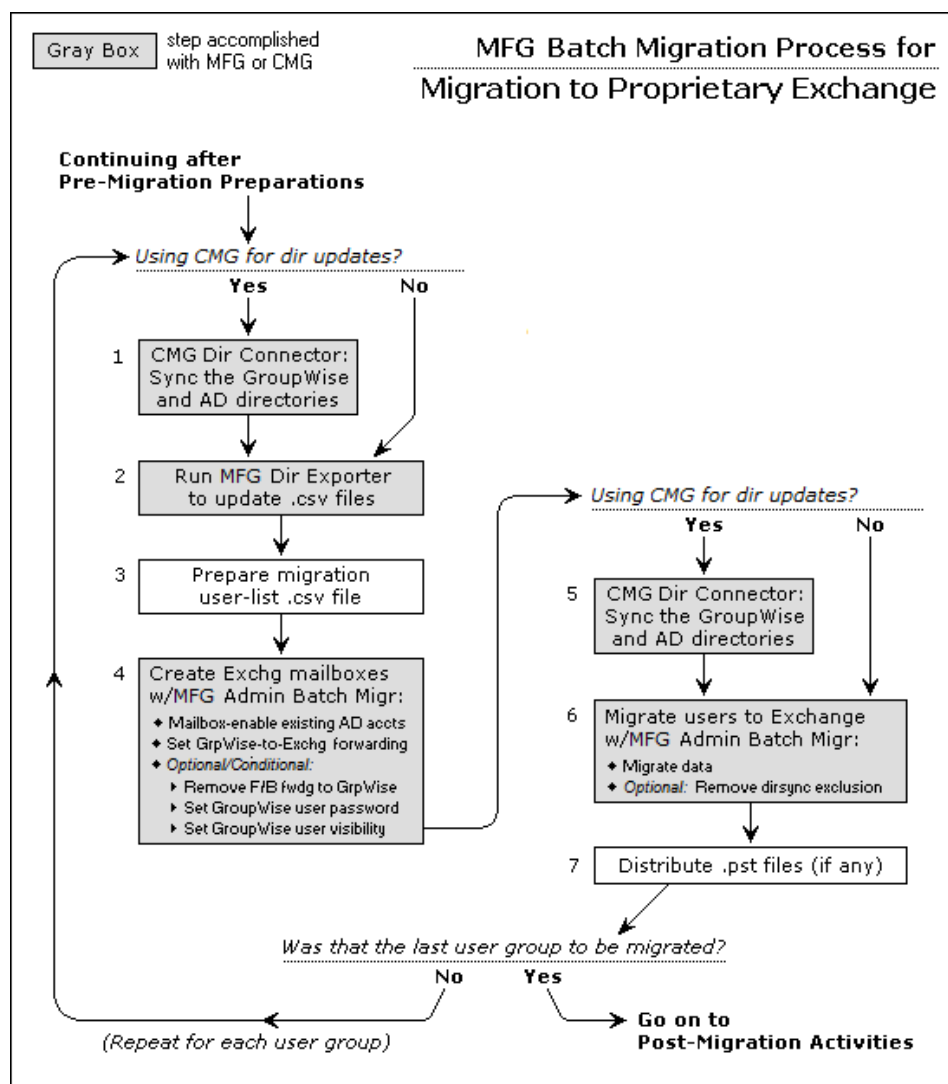 Gray Box
step accomplished
with MFG or CMG
MFG Batch Migration Process for
Migration to Proprietary Exchange
Continuing after
Pre-Migration Preparations
Using CMG for dir updates?
Yes
No
1
CMG Dir Connector:
Sync the GroupWise
and AD directories
2
Run MFG Dir Exporter
to update .csv files
3
Prepare migration
user-list .csv file
4
Create Exchg mailboxes
w/MFG Admin Batch Migr:
◆ Mailbox-enable existing AD accts
◆ Set GrpWise-to-Exchg forwarding
◆ Optional/Conditional:
▸ Remove F/B fwdg to GrpWise
▸ Set GroupWise user password
▸ Set GroupWise user visibility
Using CMG for dir updates?
Yes
No
5
CMG Dir Connector:
Sync the GroupWise
and AD directories
6
Migrate users to Exchange
w/MFG Admin Batch Migr:
◆ Migrate data
◆ Optional: Remove dirsync exclusion
7
Distribute .pst files (if any)
Was that the last user group to be migrated?
No
Yes
(Repeat for each user group)
Go on to
Post-Migration Activities